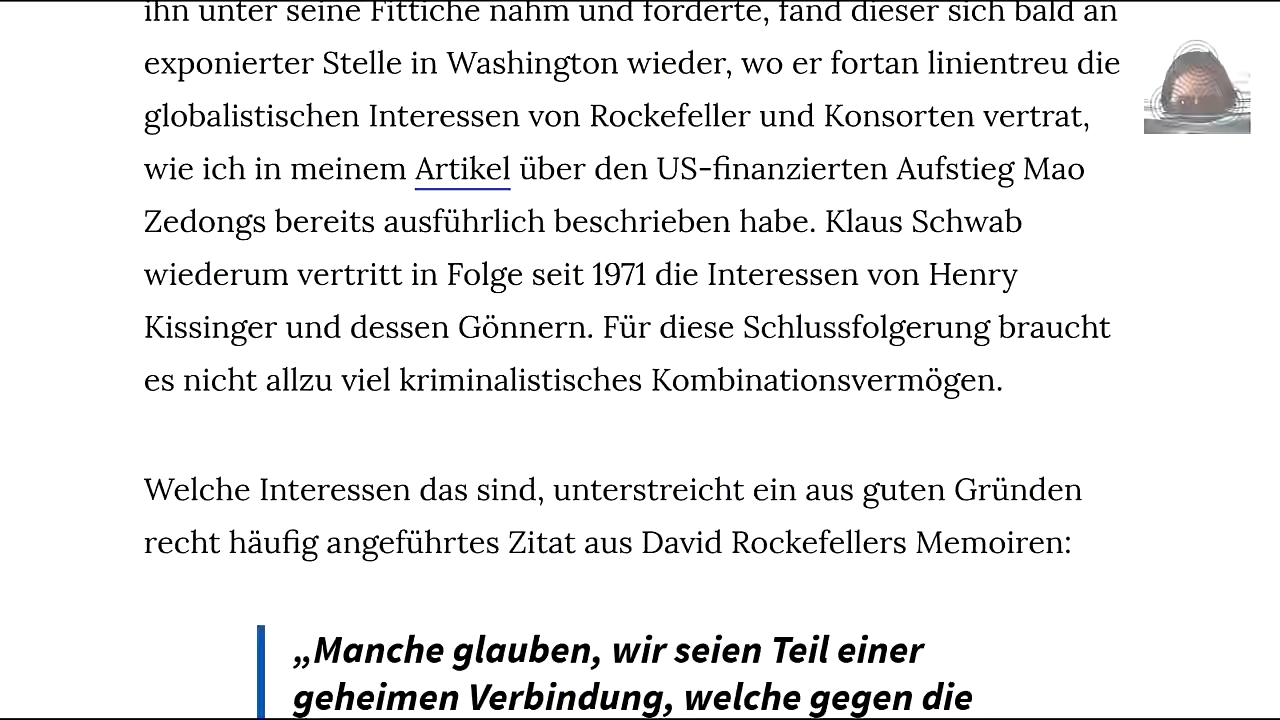 ihn unter seine Fittiche nahm und förderte, fand dieser sich bald an
exponierter Stelle in Washington wieder, wo er fortan linientreu die
globalistischen Interessen von Rockefeller und Konsorten vertrat,
wie ich in meinem Artikel über den US-finanzierten Aufstieg Mao
Zedongs bereits ausführlich beschrieben habe. Klaus Schwab
wiederum vertritt in Folge seit 1971 die Interessen von Henry
Kissinger und dessen Gönnern. Für diese Schlussfolgerung braucht
es nicht allzu viel kriminalistisches Kombinationsvermögen.
Welche Interessen das sind, unterstreicht ein aus guten Gründen
recht häufig angeführtes Zitat aus David Rockefellers Memoiren:
„Manche glauben, wir seien Teil einer
geheimen Verbindung, welche gegen die